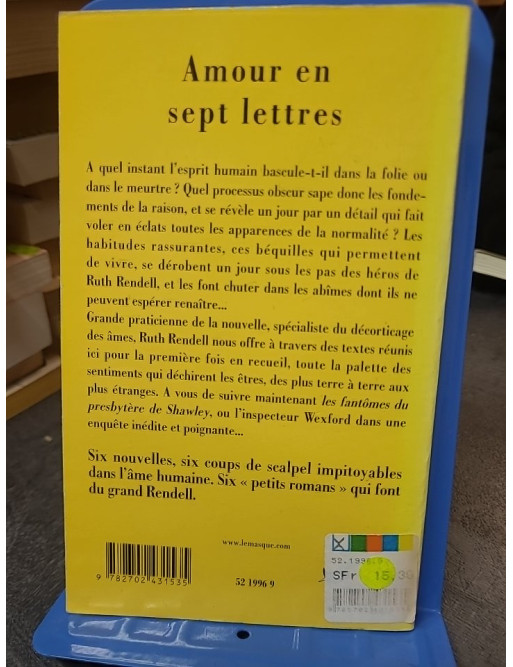 Amour en
sept lettres
A quel instant l'esprit humain bascule-t-il dans la folie ou
dans le meurtre ? Quel processus obscur sape donc les fonde-
ments de la raison, et se révèle un jour par un détail qui fait
voler en éclats toutes les apparences de la normalité ? Les
habitudes rassurantes, ces béquilles qui permettent
de vivre, se dérobent un jour sous les pas des héros de
Ruth Rendell, et les font chuter dans les abîmes dont ils ne
peuvent espérer renaître...
Grande praticienne de la nouvelle, spécialiste du décorticage
des âmes, Ruth Rendell nous offre à travers des textes réunis
ici pour la première fois en recueil, toute la palette des
sentiments qui déchirent les êtres, des plus terre à terre aux
plus étranges. A vous de suivre maintenant les fantômes du
presbytère de Shawley, ou l'inspecteur Wexford dans une
enquête inédite et poignante...
Six nouvelles, six coups de scalpel impitoyables
dans l'âme humaine. Six « petits romans » qui font
du grand Rendell.
www.lemasque.com
9 782702 431535
52 1996 9
52.1996.9
SFr 15.30